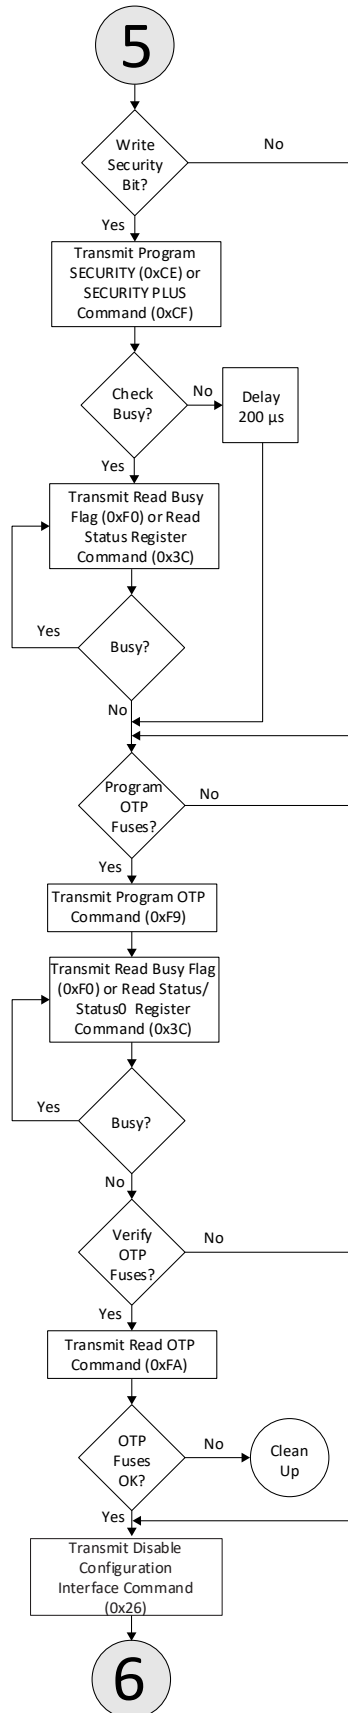 5
Write
Security
Bit?
No
Yes
Transmit Program
SECURITY (0xCE) or
SECURITY PLUS
Command (0xCF)
Check
Busy?
No
Delay
200 µs
Yes
Transmit Read Busy
Flag (0xF0) or Read
Status Register
Command (0x3C)
Yes
Busy?
No
Program
OTP
Fuses?
No
Yes
Transmit Program OTP
Command (0xF9)
Transmit Read Busy Flag
(0xF0) or Read Status/
Status0 Register
Command (0x3C)
Yes
Busy?
No
Verify
OTP
Fuses?
No
Yes
Transmit Read OTP
Command (0xFA)
OTP
Fuses
OK?
No
Clean
Up
Yes
Transmit Disable
Configuration
Interface Command
(0x26)
6